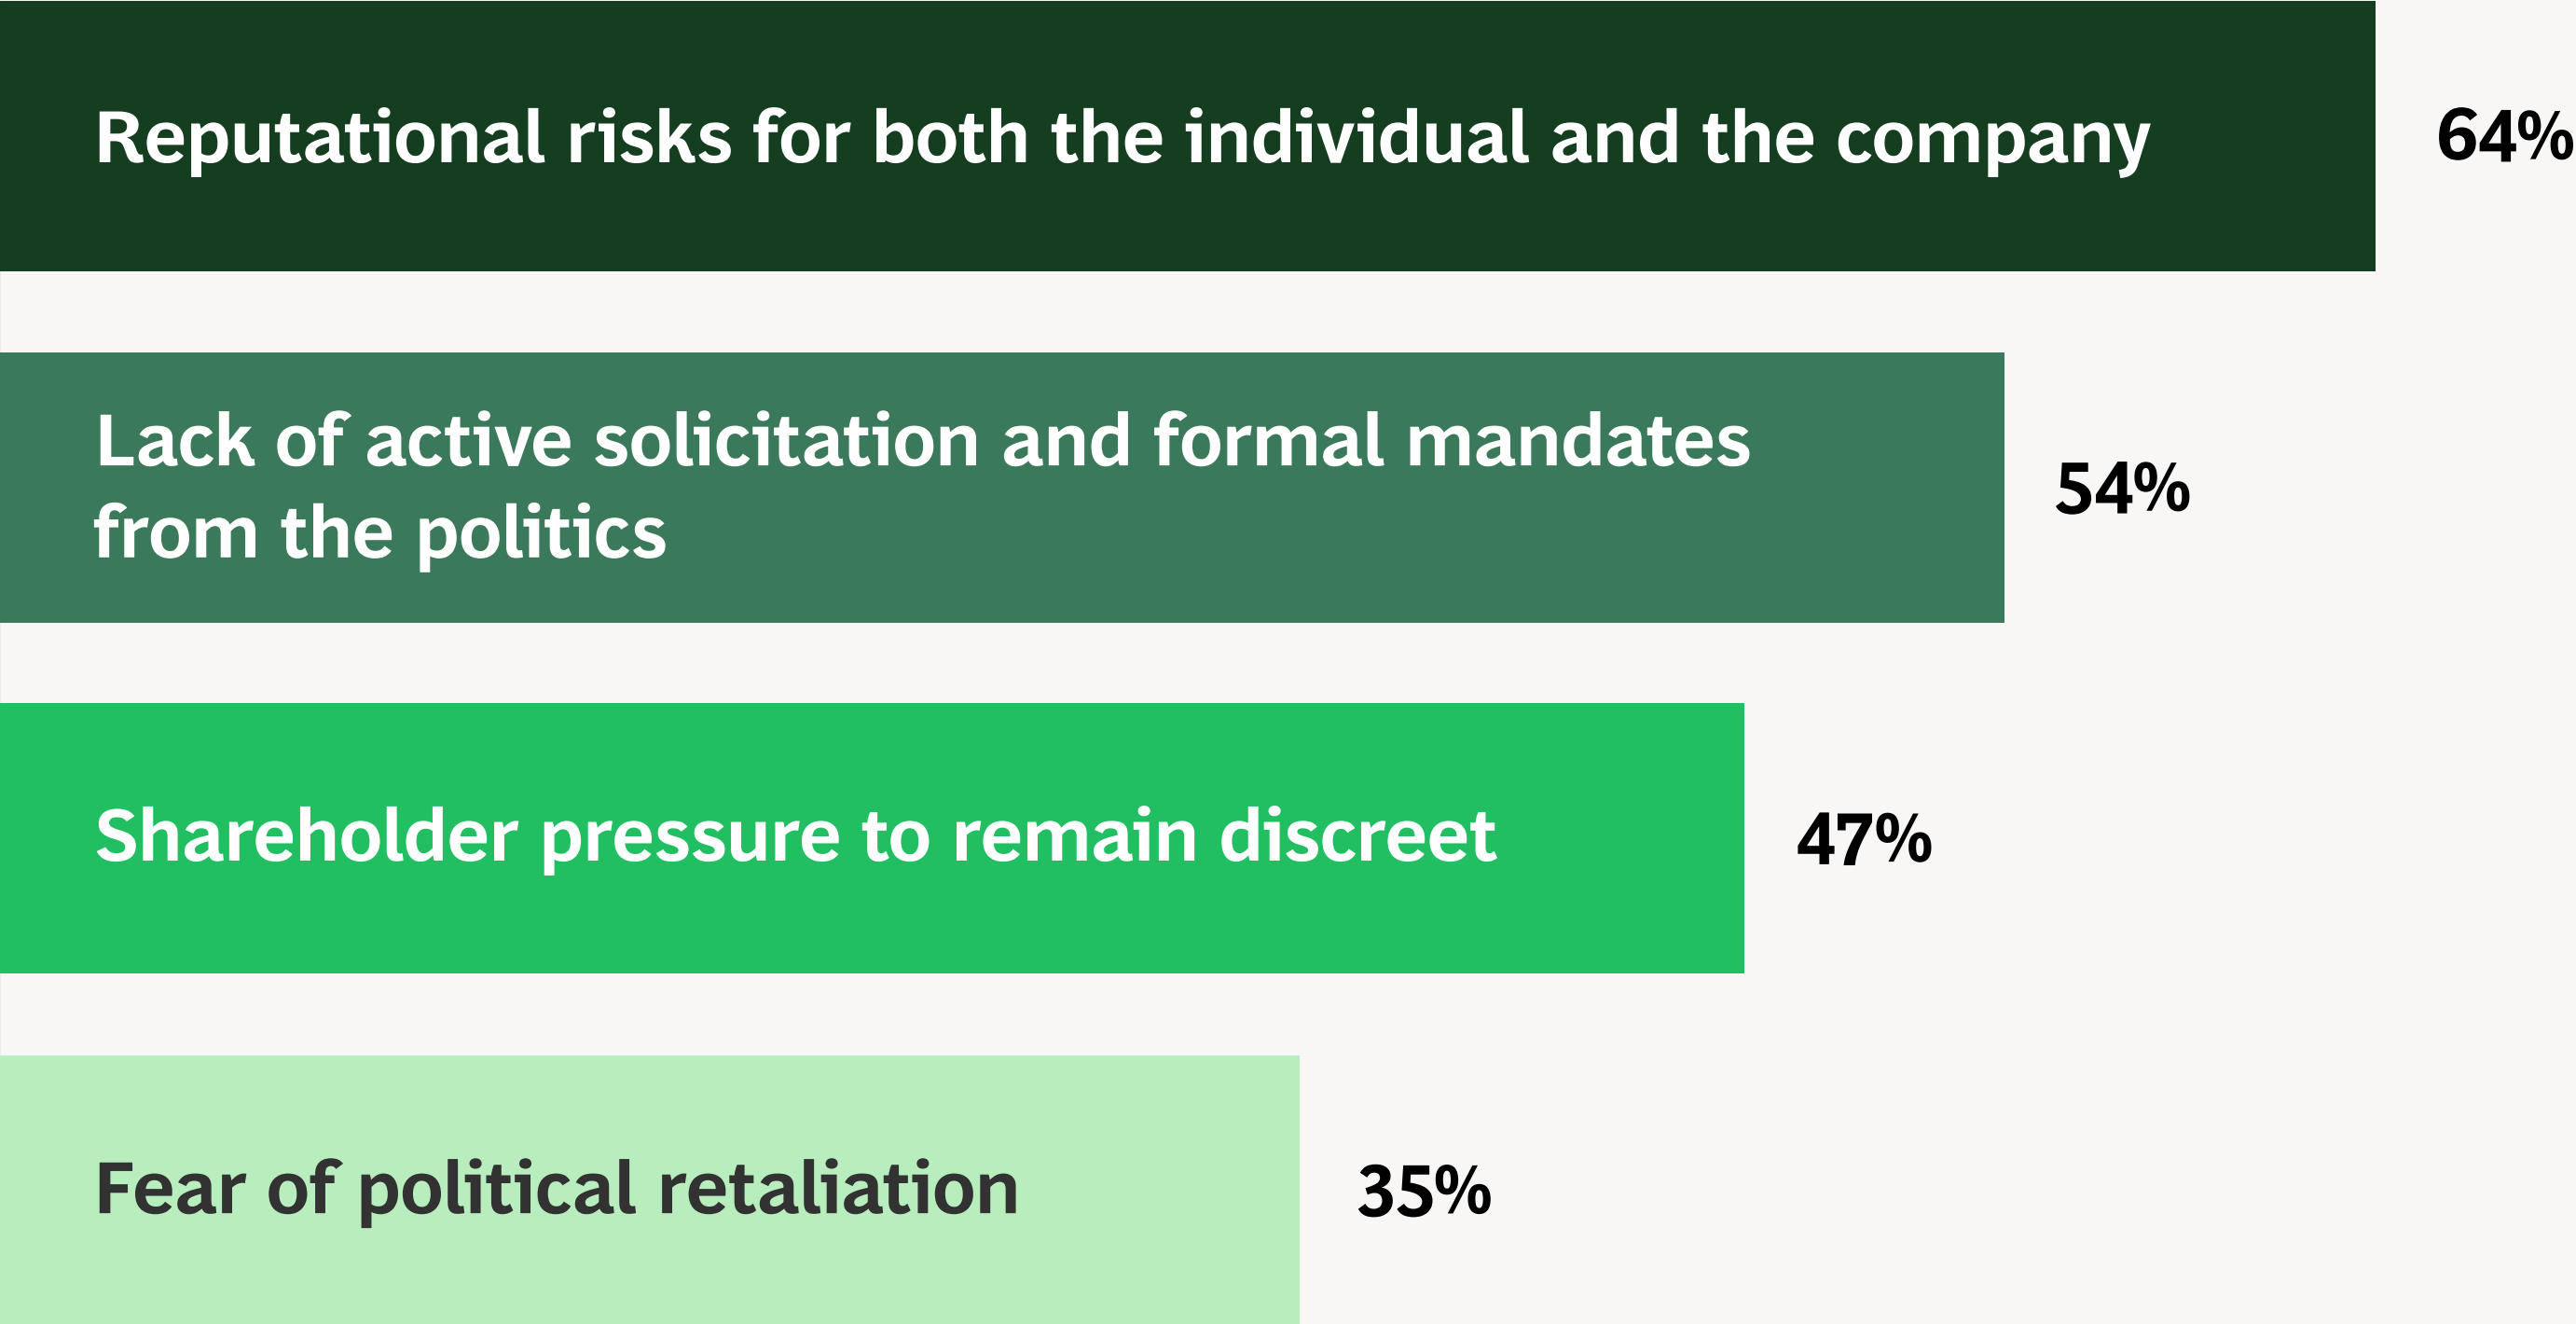 Reputational risks for both the individual and the company 64%
Lack of active solicitation and formal mandates
from the politics
54%
Shareholder pressure to remain discreet 47%
Fear of political retaliation 35%